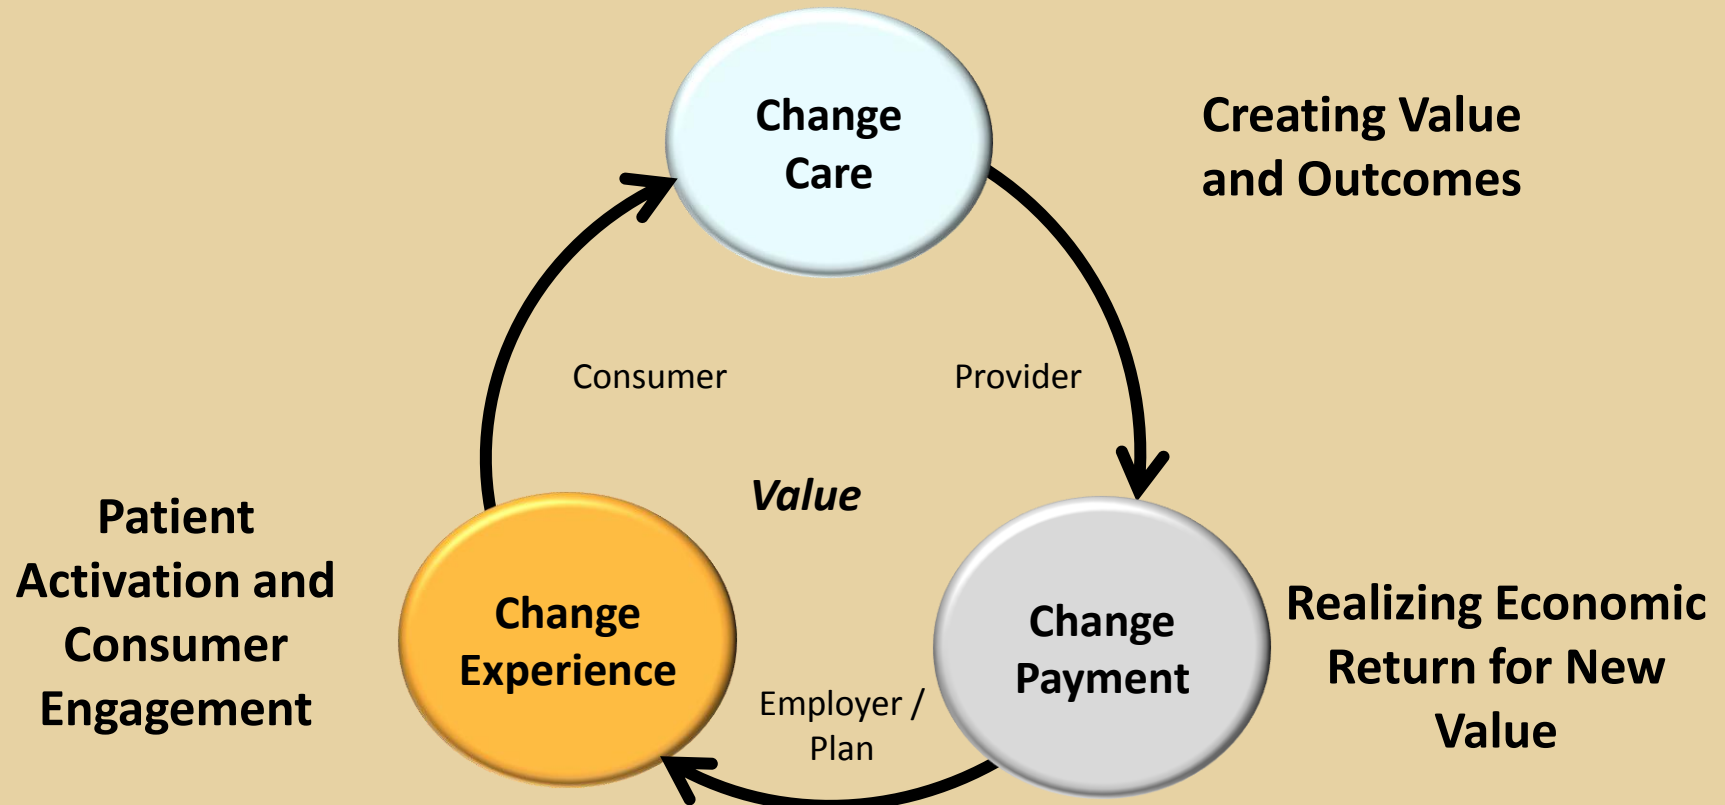 Change
Care
Creating Value
and Outcomes
Consumer
Provider
Value
Patient
Activation and
Consumer
Engagement
Change
Experience
Employer /
Plan
Change
Payment
Realizing Economic
Return for New
Value